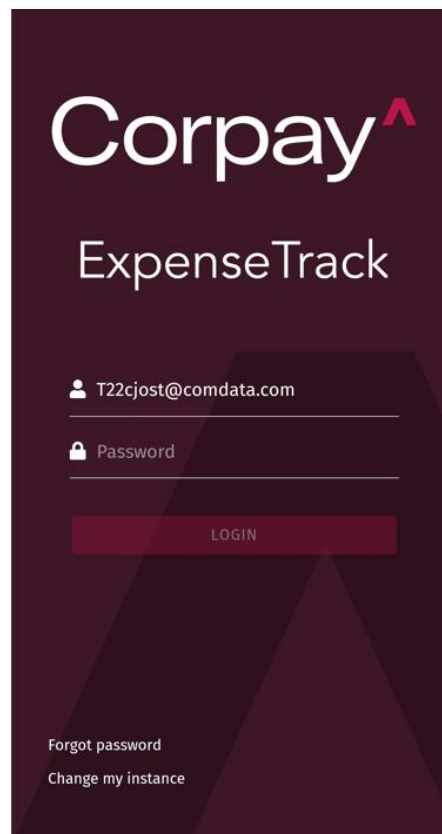 Corpay^
ExpenseTrack
T22cjost@comdata.com
Password
LOGIN
Forgot password
Change my instance